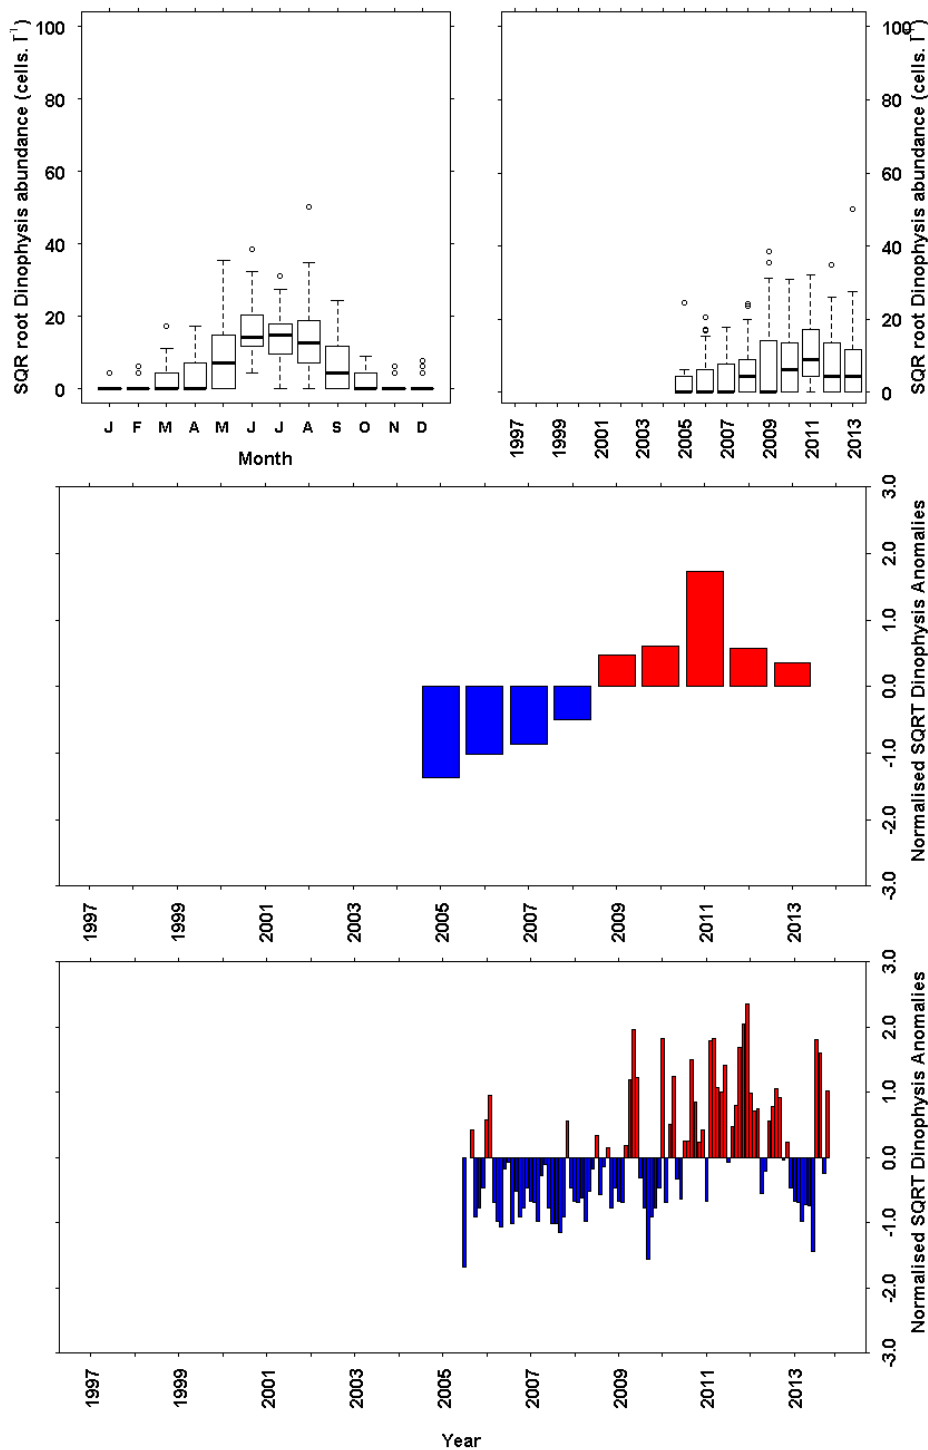 SQR root Dinophysis abundance (cells. l⁻¹)
100
80
60
40
20
0
J F M A M J J A S O N D
Month
SQR root Dinophysis abundance (cells. l⁻¹)
100
80
60
40
20
0
1997 1999 2001 2003 2005 2007 2009 2011 2013
Normalised SQRT Dinophysis Anomalies
3.0
2.0
1.0
0.0
-1.0
-2.0
-3.0
1997 1999 2001 2003 2005 2007 2009 2011 2013
Normalised SQRT Dinophysis Anomalies
3.0
2.0
1.0
0.0
-1.0
-2.0
-3.0
1997 1999 2001 2003 2005 2007 2009 2011 2013
Year